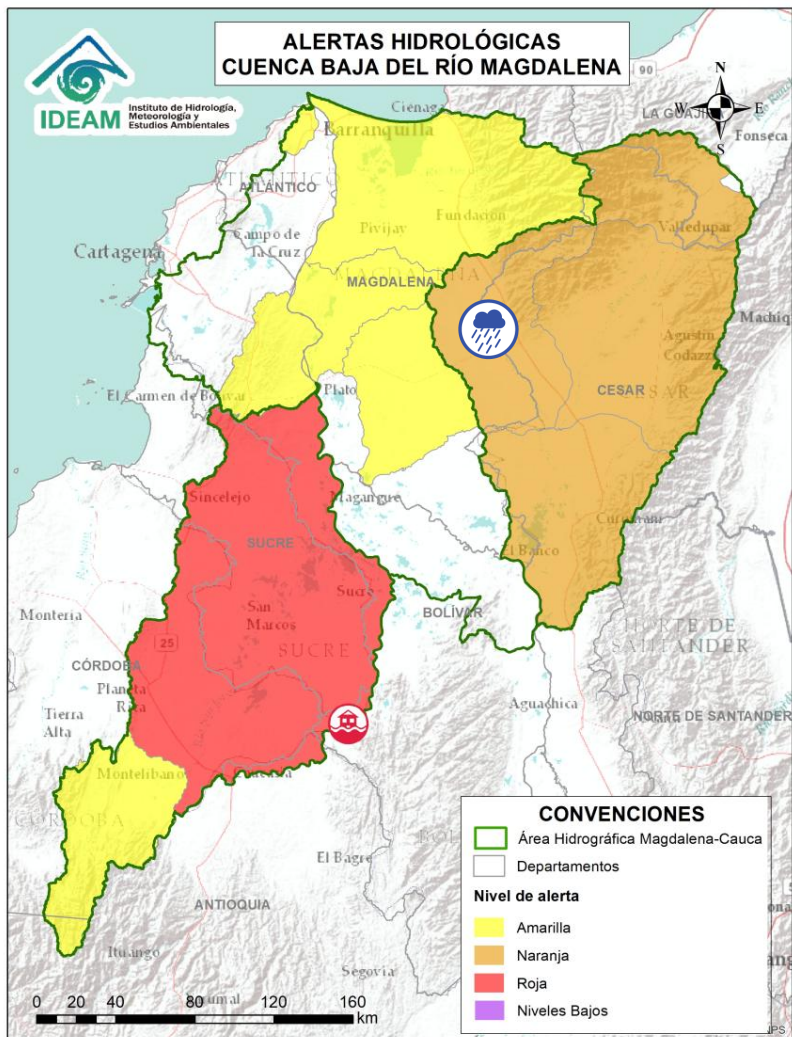 ALERTAS HIDROLÓGICAS
CUENCA BAJA DEL RÍO MAGDALENA
IDEAM
Instituto de Hidrología,
Meteorología y
Estudios Ambientales
N
W
E
S
90
Ciénaga
LA GUAJIRA
Barranquilla
Fonseca
ATLÁNTICO
Pivijay
Fundación
Valledupar
Cartagena
Campo de
la Cruz
MAGDALENA
MAGDALENA
Agustín
Codazzi
El Carmen de Bolívar
Plato
CESAR
CESAR
Sincelejo
Magangué
SUCRE
El Banco
Sucre
BOLÍVAR
Montería
San
Marcos
SUCRE
NORTE DE
SANTANDER
25
CÓRDOBA
Planeta
Rica
Aguachica
Tierra
Alta
NORTE DE SANTANDER
Montelíbano
CÓRDOBA
El Bagre
ANTIOQUIA
Ituango
Segovia
CONVENCIONES
Área Hidrográfica Magdalena-Cauca
Departamentos
Nivel de alerta
Amarilla
Naranja
Roja
Niveles Bajos
0 20 40 80 120 160
km